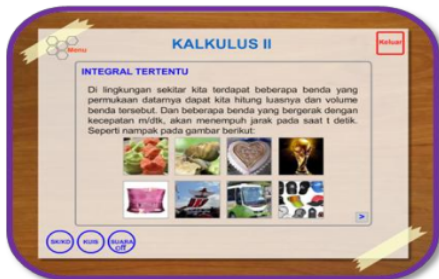 KALKULUS II
Menu
Keluar
INTEGRAL TERTENTU
Di lingkungan sekitar kita terdapat beberapa benda yang
permukaan datarnya dapat kita hitung luasnya dan volume
benda tersebut. Dan beberapa benda yang bergerak dengan
kecepatan m/dtk, akan menempuh jarak pada saat t detik.
Seperti nampak pada gambar berikut:
>
SK/KD
KUIS
SUARA
off